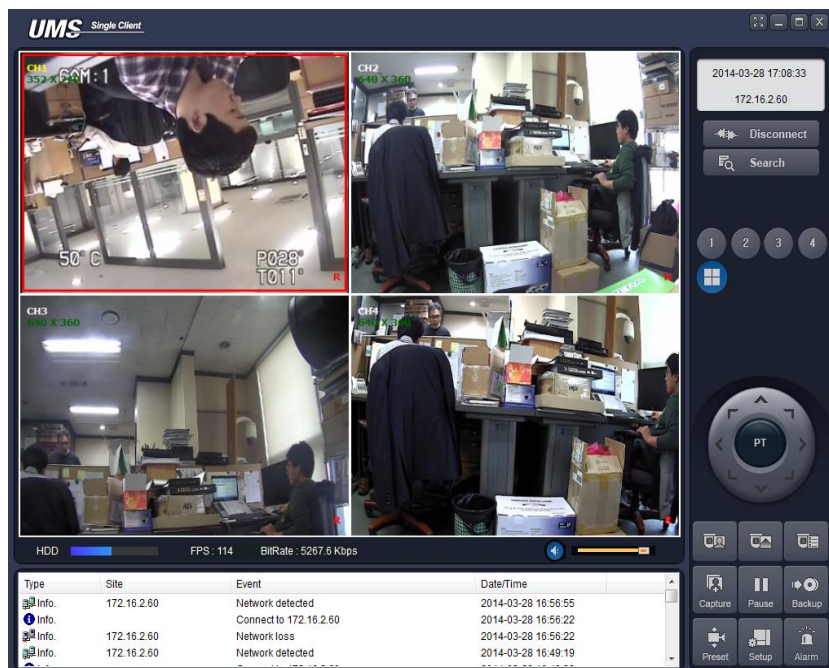 UMS Single Client
2014-03-28 17:08:33
172.16.2.60
Disconnect
Search
1 2 3 4
CH1
CAM:1
50°C
P028°
T011°
R
CH2
640 X 360
R
CH3
640 X 360
R
CH4
640 X 360
R
PT
HDD FPS : 114 BitRate : 5267.6 Kbps
Capture Pause Backup
Preset Setup Alarm
Type Site Event Date/Time
Info. 172.16.2.60 Network detected 2014-03-28 16:56:55
Info. Connect to 172.16.2.60 2014-03-28 16:56:22
Info. 172.16.2.60 Network loss 2014-03-28 16:56:22
Info. 172.16.2.60 Network detected 2014-03-28 16:49:19